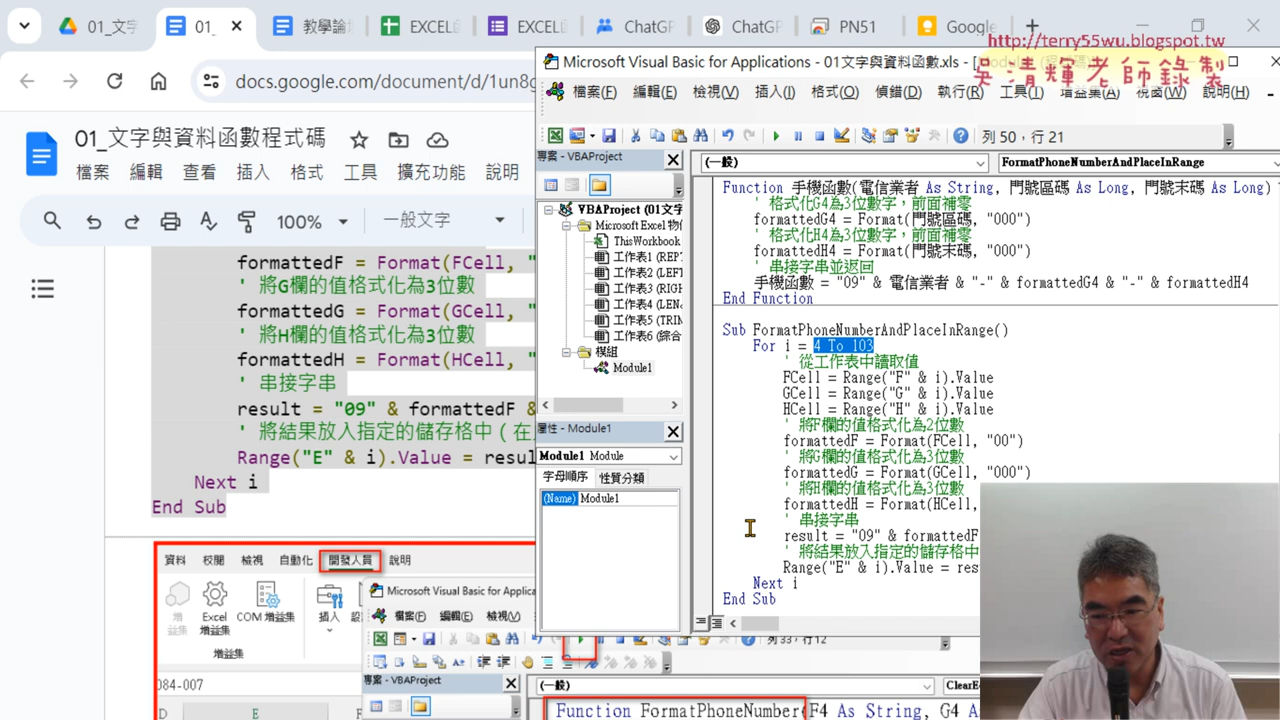 01_文字
01_
教學論
EXCEL
EXCEL
ChatGP
ChatGP
PN51
Google
http://terry55wu.blogspot.tw
吳清輝老師錄製
docs.google.com/document/d/1un8g
01_文字與資料函數程式碼
檔案 編輯 查看 插入 格式 工具 擴充功能 說明
100% 一般文字
formattedF = Format(FCell, "
' 將G欄的值格式化為3位數
formattedG = Format(GCell, "
' 將H欄的值格式化為3位數
formattedH = Format(HCell, "
' 串接字串
result = "09" & formattedF &
' 將結果放入指定的儲存格中（在
Range("E" & i).Value = resu
Next i
End Sub
資料 校閱 檢視 自動化 開發人員 說明
增益集
Excel 增益集
COM 增益集
插入
增益集
084-007
E
Microsoft Visual Basic for Applica
檔案(F) 編輯(E) 檢視(V)
列 33, 行 12
專案 - VBAProject
(一般)
ClearE
Function FormatPhoneNumber(F4 As String, G4 A
Microsoft Visual Basic for Applications - 01文字與資料函數.xls - [
檔案(F) 編輯(E) 檢視(V) 插入(I) 格式(O) 偵錯(D) 執行(R) 工具(T) 增益集(A) 視窗(W) 說明(H)
列 50, 行 21
專案 - VBAProject
VBAProject (01文字
Microsoft Excel 物
ThisWorkbook
工作表1 (REP
工作表2 (LEF
工作表3 (RIG
工作表4 (LEN
工作表5 (TRI
工作表6 (綜合
模組
Module1
屬性 - Module1
Module1 Module
字母順序 性質分類
(Name) Module1
(一般)
FormatPhoneNumberAndPlaceInRange
Function 手機函數(電信業者 As String, 門號區碼 As Long, 門號末碼 As Long)
' 格式化G4為3位數字，前面補零
formattedG4 = Format(門號區碼, "000")
' 格式化H4為3位數字，前面補零
formattedH4 = Format(門號末碼, "000")
' 串接字串並返回
手機函數 = "09" & 電信業者 & "-" & formattedG4 & "-" & formattedH4
End Function
Sub FormatPhoneNumberAndPlaceInRange()
For i = 4 To 103
' 從工作表中讀取值
FCell = Range("F" & i).Value
GCell = Range("G" & i).Value
HCell = Range("H" & i).Value
' 將F欄的值格式化為2位數
formattedF = Format(FCell, "00")
' 將G欄的值格式化為3位數
formattedG = Format(GCell, "000")
' 將H欄的值格式化為3位數
formattedH = Format(HCell,
' 串接字串
result = "09" & formattedF
' 將結果放入指定的儲存格中
Range("E" & i).Value = res
Next i
End Sub